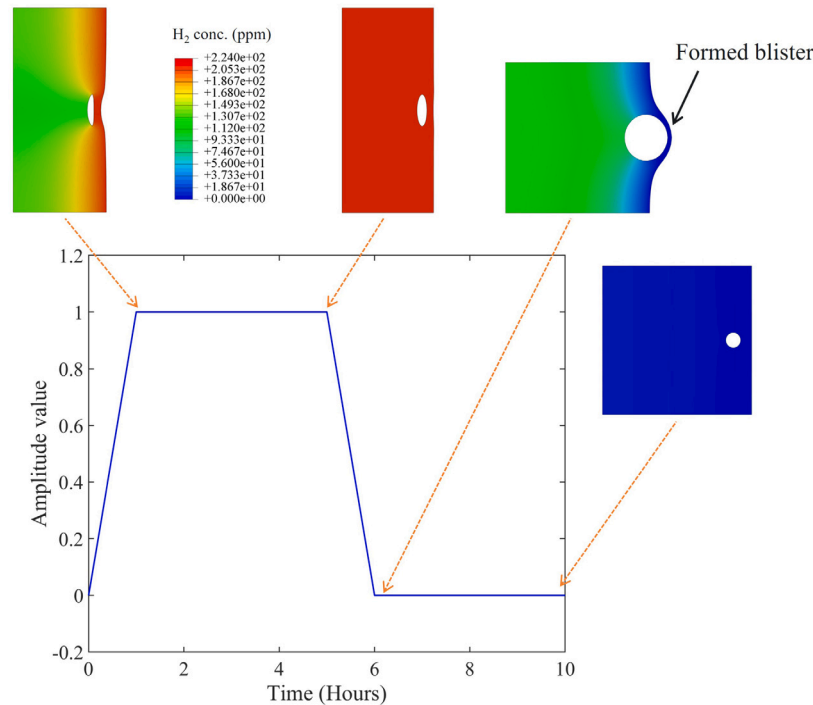 H₂ conc. (ppm)
+2.240e+02
+2.053e+02
+1.867e+02
+1.680e+02
+1.493e+02
+1.307e+02
+1.120e+02
+9.333e+01
+7.467e+01
+5.600e+01
+3.733e+01
+1.867e+01
+0.000e+00
Formed blister
1.2
1
0.8
0.6
0.4
0.2
0
-0.2
Amplitude value
0 2 4 6 8 10
Time (Hours)